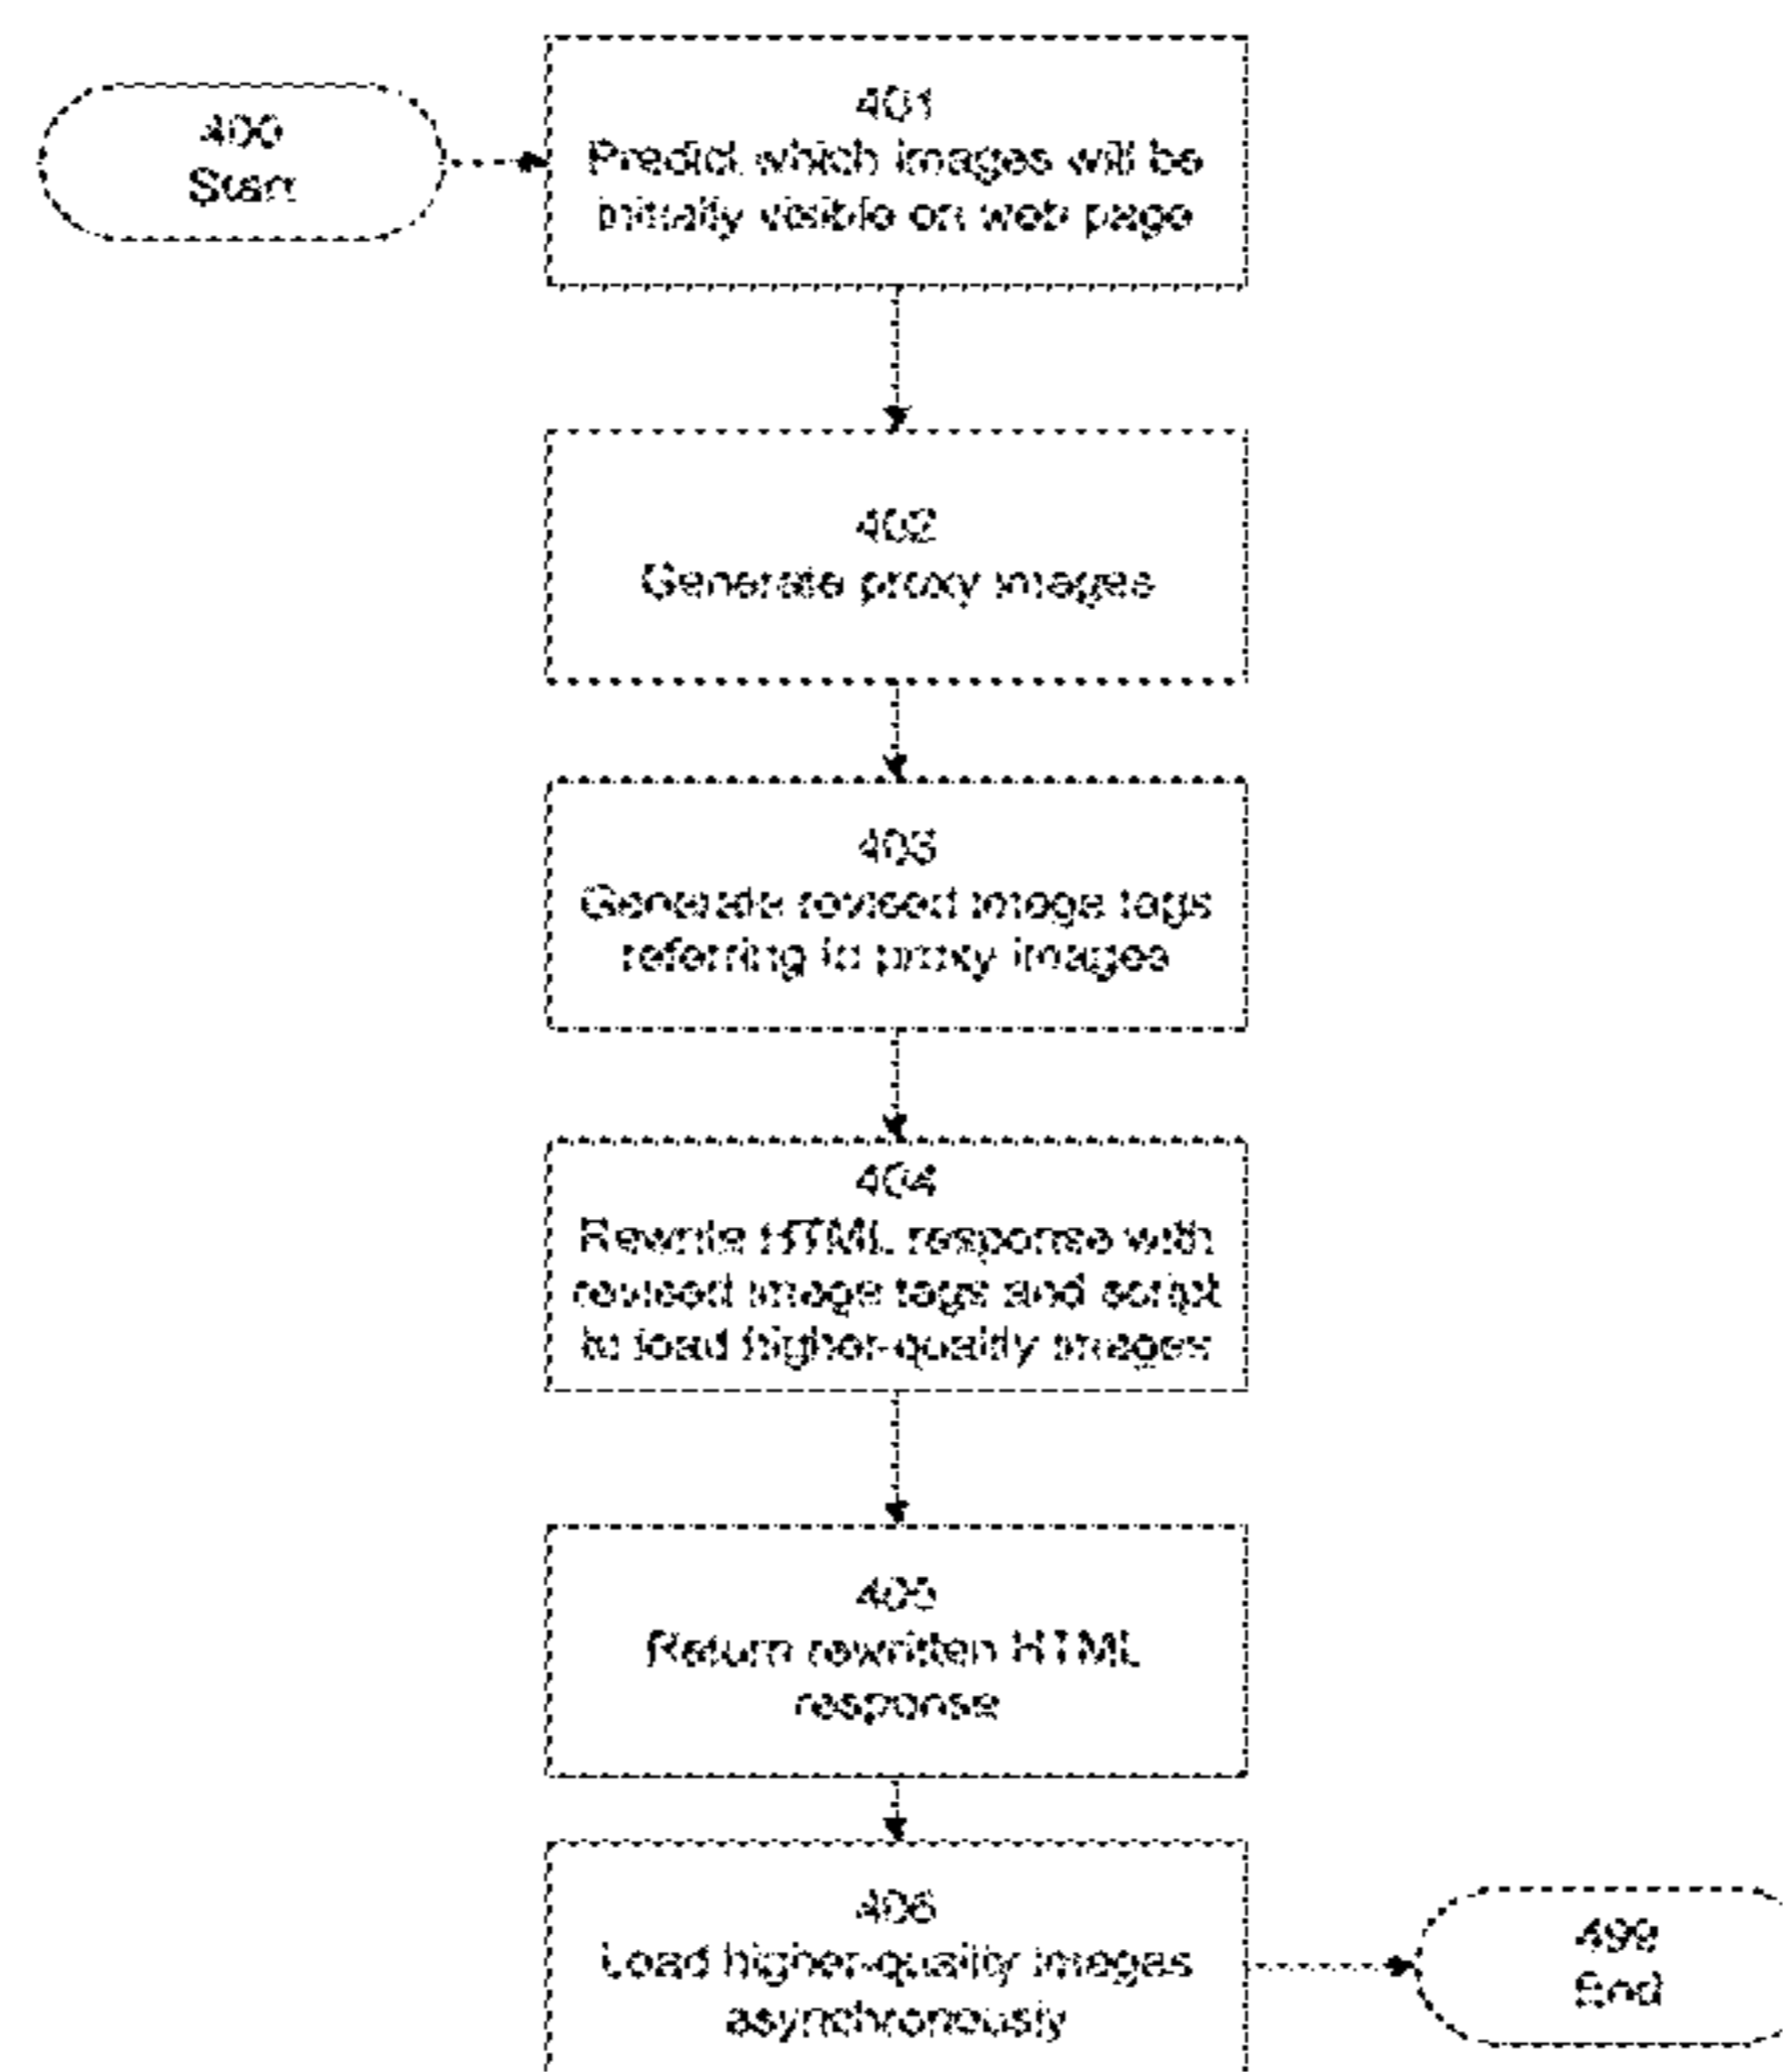 400
Start
401
Predict which images will be
initially visible on web page
402
Generate proxy images
403
Generate revised image tags
referring to proxy images
404
Rewrite HTML response with
revised image tags and script
to load higher-quality images
405
Return rewritten HTML
response
406
Load higher-quality images
asynchronously
499
End